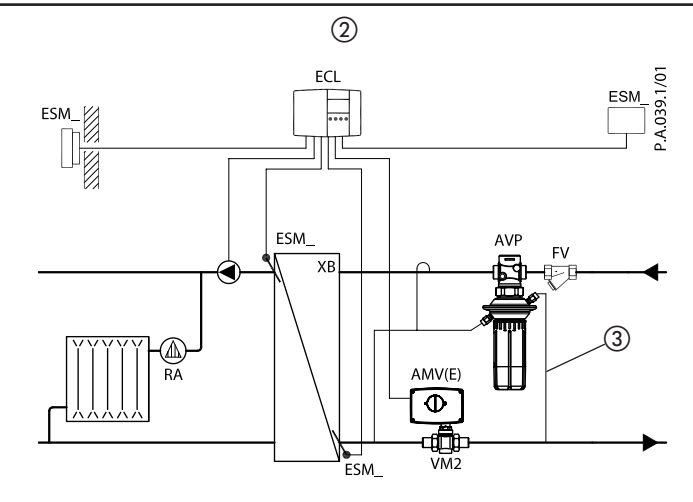 ②
ECL
ESM_
ESM_
P.A.039.1/01
ESM_
XB
AVP
FV
③
RA
AMV(E)
VM2
ESM_